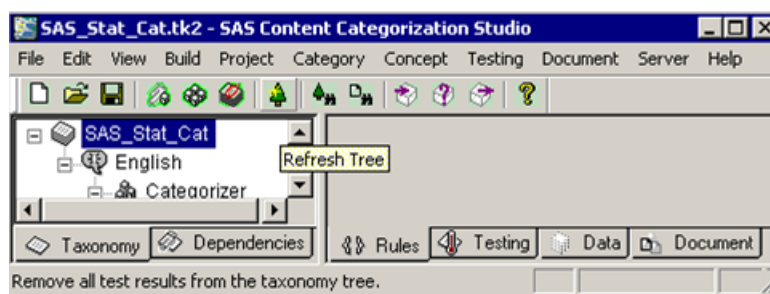 SAS_Stat_Cat.tk2 - SAS Content Categorization Studio
File Edit View Build Project Category Concept Testing Document Server Help
SAS_Stat_Cat
English
Refresh Tree
Categorizer
Taxonomy Dependencies Rules Testing Data Document
Remove all test results from the taxonomy tree.